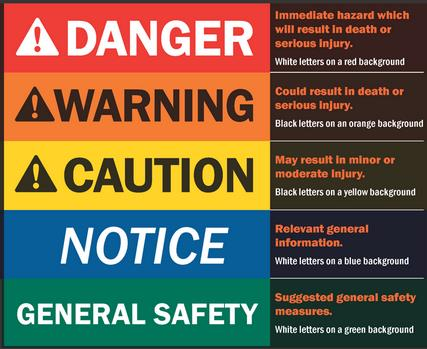 DANGER
Immediate hazard which
will result in death or
serious injury.
White letters on a red background
WARNING
Could result in death or
serious injury.
Black letters on an orange background
CAUTION
May result in minor or
moderate injury.
Black letters on a yellow background
NOTICE
Relevant general
information.
White letters on a blue background
GENERAL SAFETY
Suggested general safety
measures.
White letters on a green background